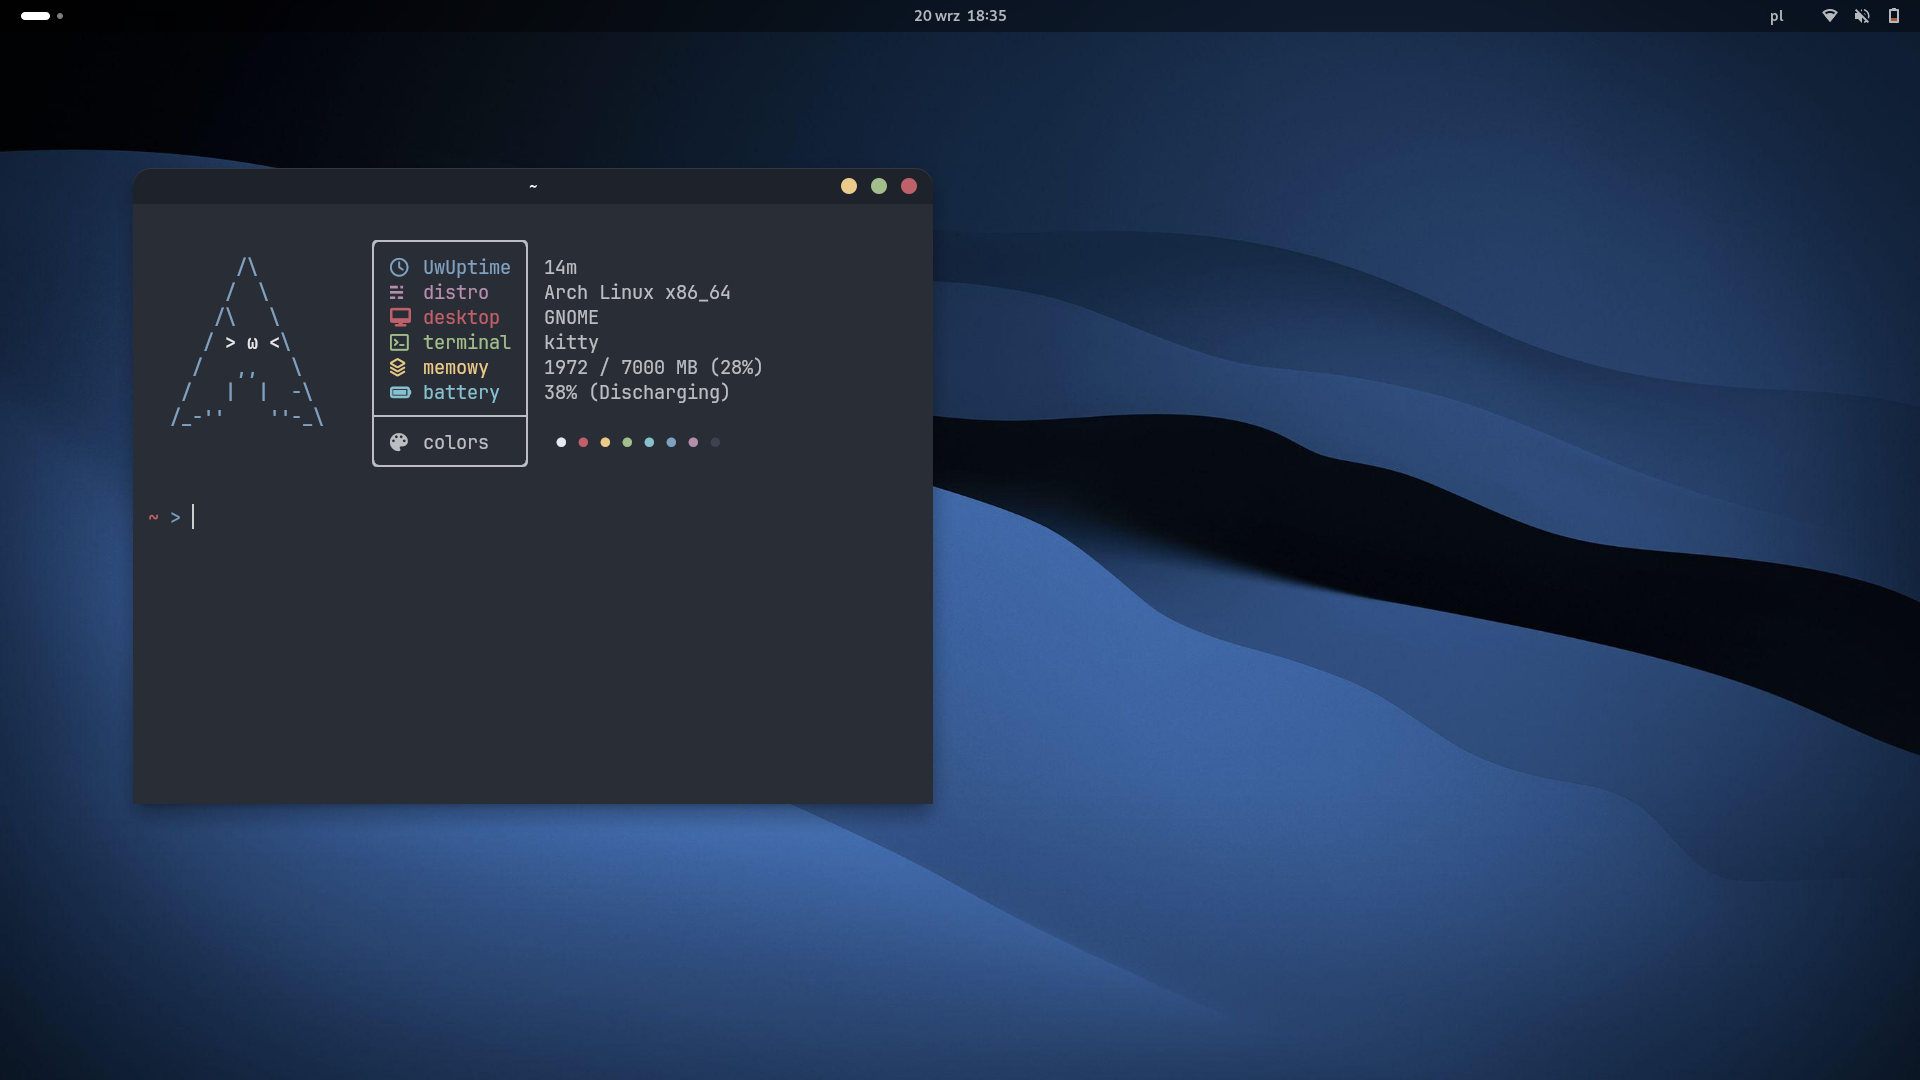 20 wrz 18:35
pl
~
/\
/  \
/\   \
/ > ω <\
/   ,,   \
/   |  |  -\
/_-''    ''-_\
UwUptime 14m
distro Arch Linux x86_64
desktop GNOME
terminal kitty
memowy 1972 / 7000 MB (28%)
battery 38% (Discharging)
colors
~ >